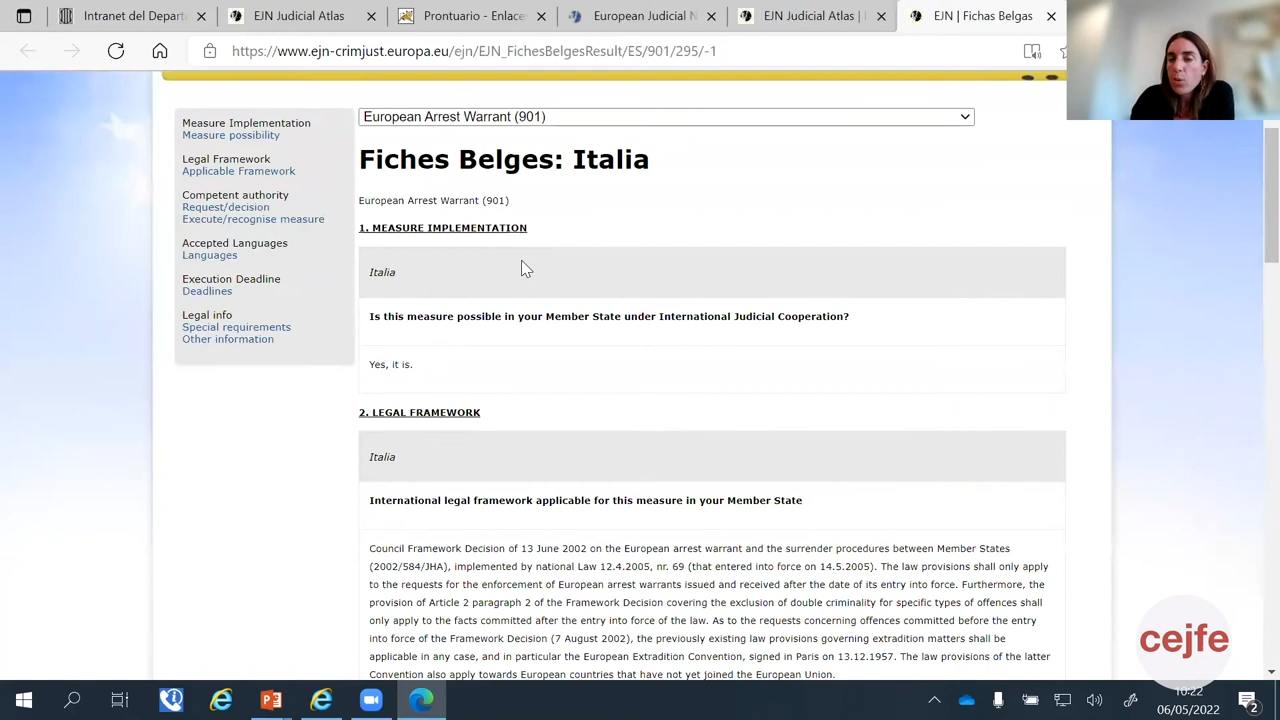 Intranet del Depart
EJN Judicial Atlas
Prontuario - Enlace
European Judicial N
EJN Judicial Atlas |
EJN | Fichas Belgas
https://www.ejn-crimjust.europa.eu/ejn/EJN_FichesBelgesResult/ES/901/295/-1
Measure Implementation
Measure possibility
Legal Framework
Applicable Framework
Competent authority
Request/decision
Execute/recognise measure
Accepted Languages
Languages
Execution Deadline
Deadlines
Legal info
Special requirements
Other information
European Arrest Warrant (901)
Fiches Belges: Italia
European Arrest Warrant (901)
1. MEASURE IMPLEMENTATION
Italia
Is this measure possible in your Member State under International Judicial Cooperation?
Yes, it is.
2. LEGAL FRAMEWORK
Italia
International legal framework applicable for this measure in your Member State
Council Framework Decision of 13 June 2002 on the European arrest warrant and the surrender procedures between Member States
(2002/584/JHA), implemented by national Law 12.4.2005, nr. 69 (that entered into force on 14.5.2005). The law provisions shall only apply
to the requests for the enforcement of European arrest warrants issued and received after the date of its entry into force. Furthermore, the
provision of Article 2 paragraph 2 of the Framework Decision covering the exclusion of double criminality for specific types of offences shall
only apply to the facts committed after the entry into force of the law. As to the requests concerning offences committed before the entry
into force of the Framework Decision (7 August 2002), the previously existing law provisions governing extradition matters shall be
applicable in any case, and in particular the European Extradition Convention, signed in Paris on 13.12.1957. The law provisions of the latter
Convention also apply towards European countries that have not yet joined the European Union.
cejfe
10:22
06/05/2022
2